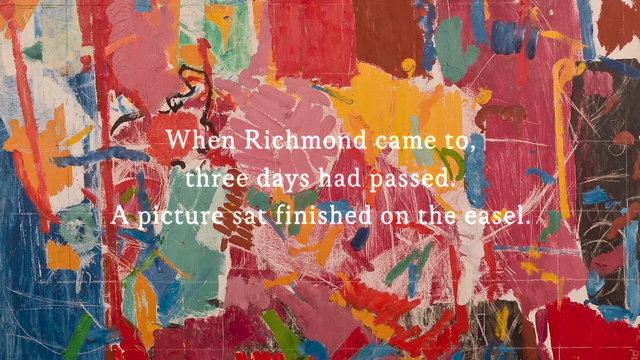 When Richmond came to,
three days had passed.
A picture sat finished on the easel.